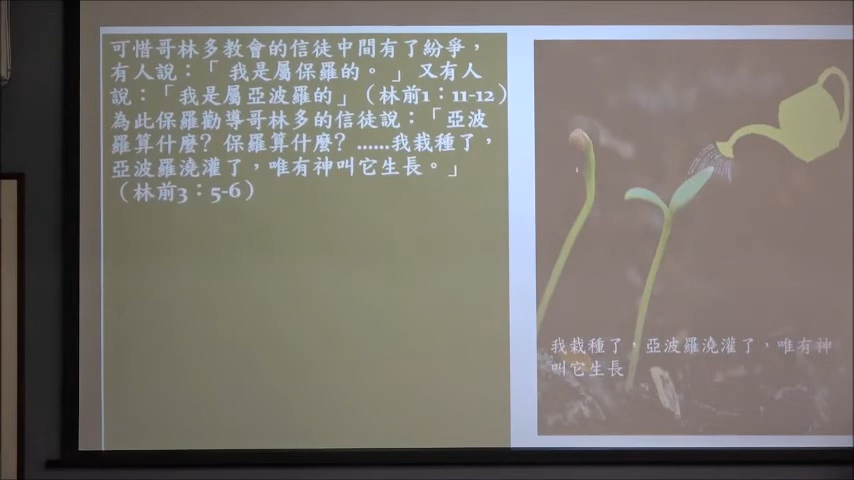 可惜哥林多教會的信徒中間有了紛爭，
有人說：「 我是屬保羅的。 」又有人
說：「我是屬亞波羅的」（林前1：11-12）
為此保羅勸導哥林多的信徒說：「亞波
羅算什麼？保羅算什麼？……我栽種了，
亞波羅澆灌了，唯有神叫它生長。」
（林前3：5-6）
我栽種了，亞波羅澆灌了，唯有神
叫它生長